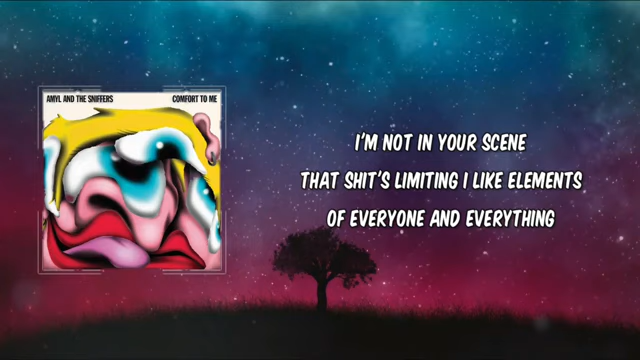 AMYL AND THE SNIFFERS
COMFORT TO ME
I'M NOT IN YOUR SCENE
THAT SHIT'S LIMITING I LIKE ELEMENTS
OF EVERYONE AND EVERYTHING